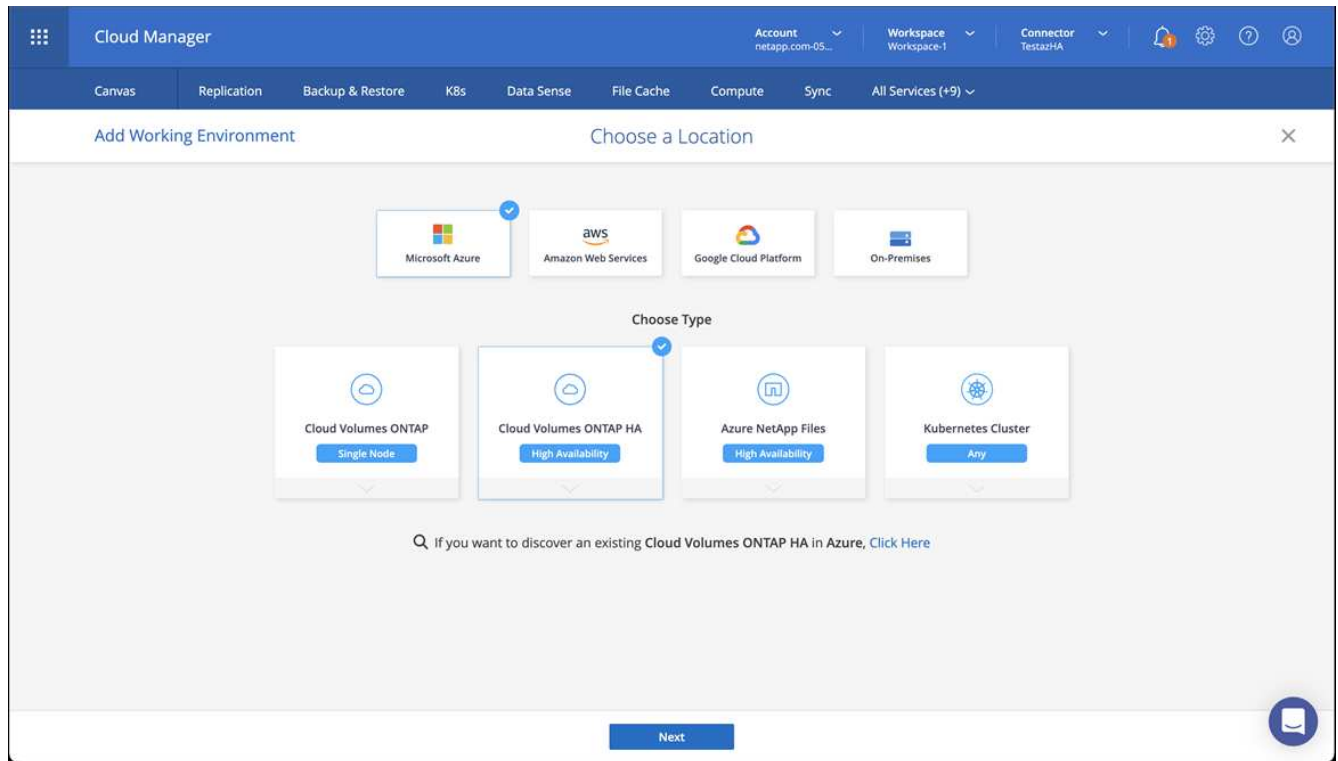 Cloud Manager
Account
netapp.com-05...
Workspace
Workspace-1
Connector
TestazHA
1
Canvas Replication Backup & Restore K8s Data Sense File Cache Compute Sync All Services (+9)
Add Working Environment Choose a Location
aws
Microsoft Azure Amazon Web Services Google Cloud Platform On-Premises
Choose Type
Cloud Volumes ONTAP Cloud Volumes ONTAP HA Azure NetApp Files Kubernetes Cluster
Single Node High Availability High Availability Any
If you want to discover an existing Cloud Volumes ONTAP HA in Azure, Click Here
Next